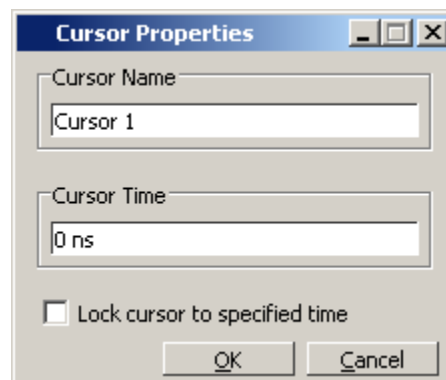 Cursor Properties
Cursor Name
Cursor 1
Cursor Time
0 ns
Lock cursor to specified time
OK Cancel